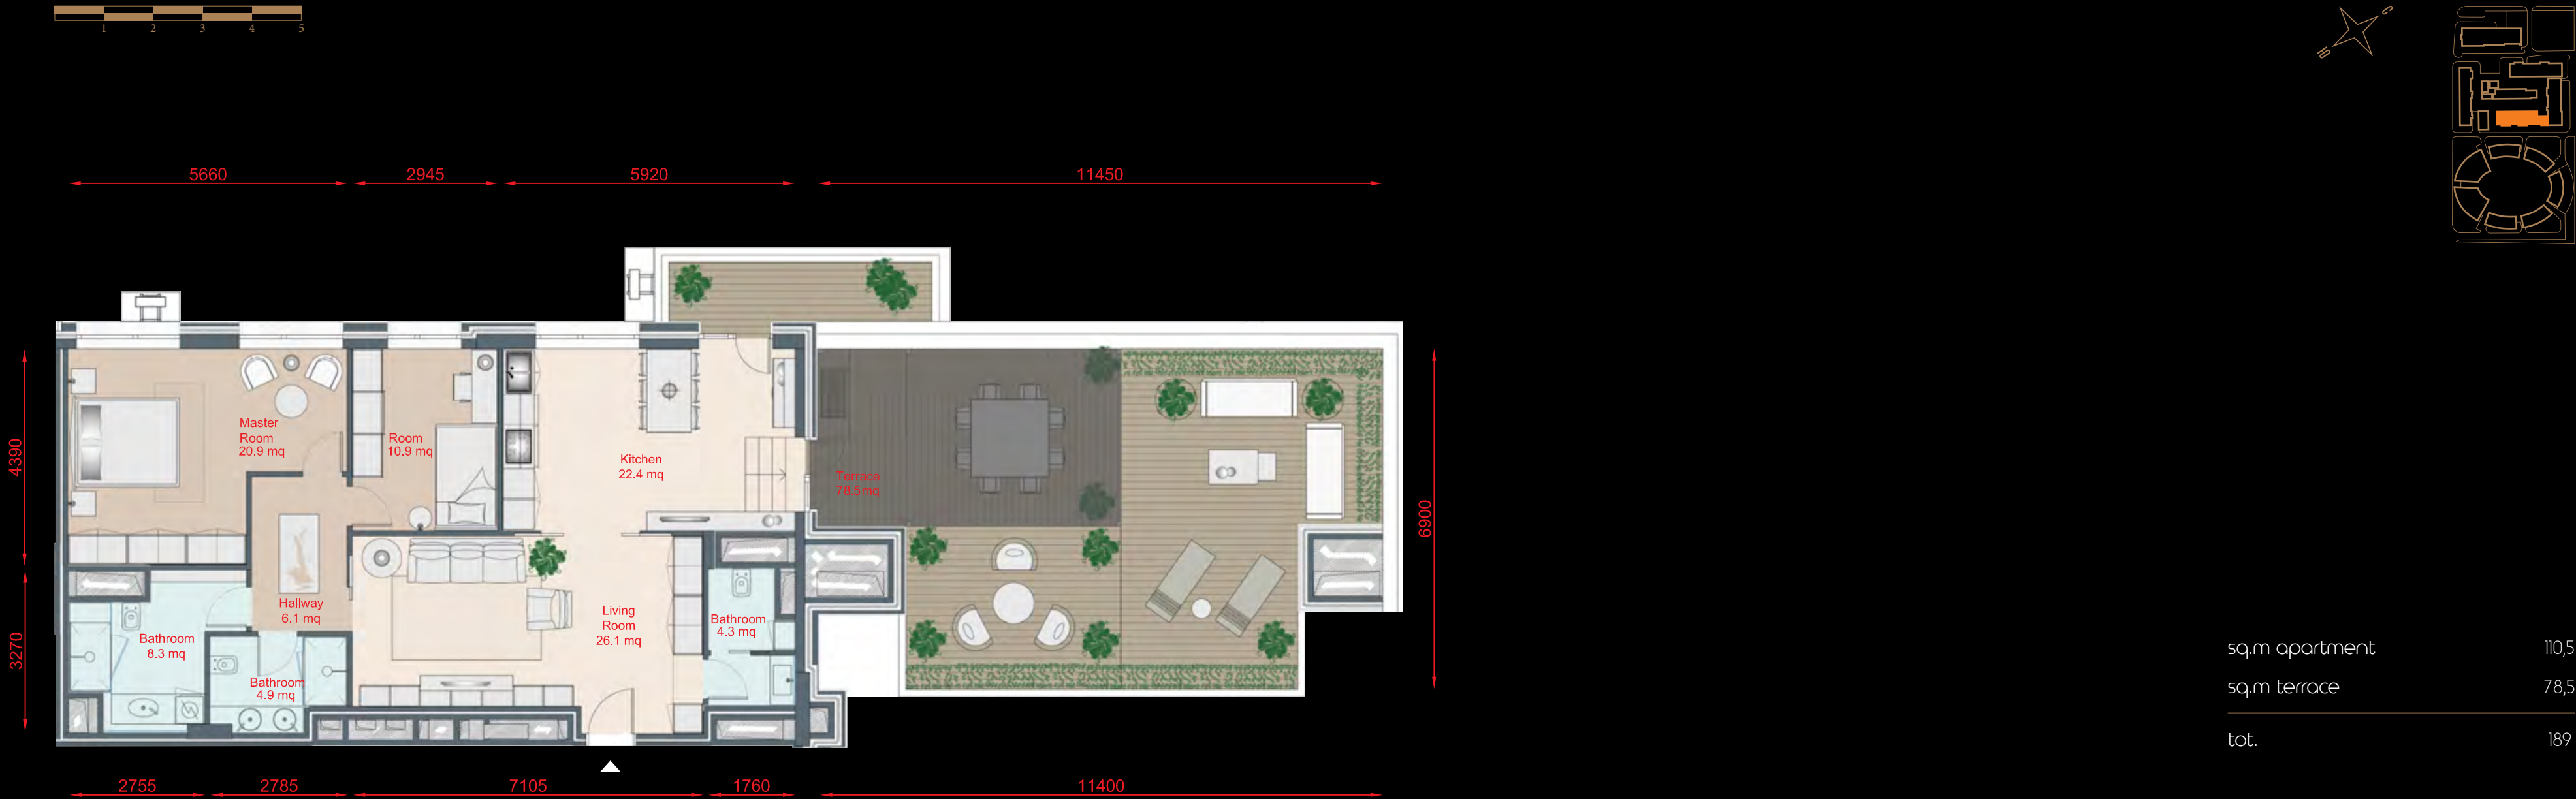 1 2 3 4 5
C
JU
5660 2945 5920 11450
Master
Room
20.9 mq
Room
10.9 mq
Kitchen
22.4 mq
Terrace
78.5mq
4390
6900
3270
Hallway
6.1 mq
Bathroom
8.3 mq
Bathroom
4.9 mq
Living
Room
26.1 mq
Bathroom
4.3 mq
sq.m apartment 110,5
sq.m terrace 78,5
tot. 189
2755 2785 7105 1760 11400